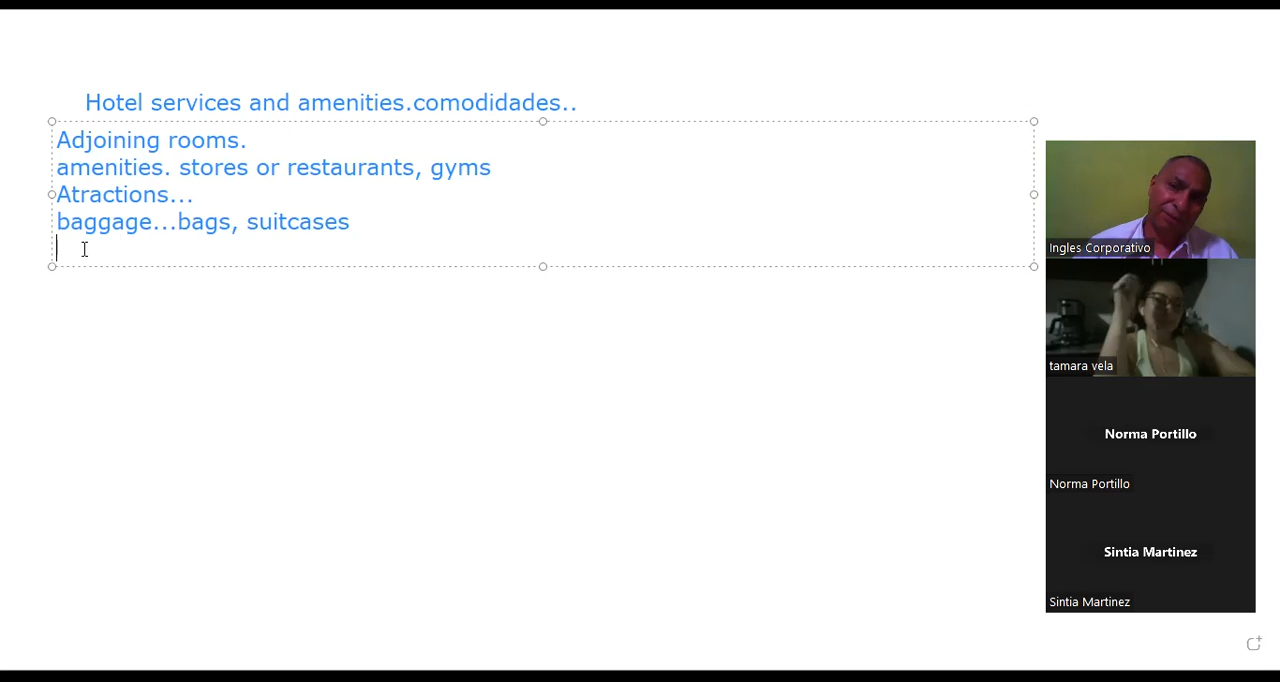 Hotel services and amenities.comodidades..
Adjoining rooms.
amenities. stores or restaurants, gyms
Atractions...
baggage...bags, suitcases
Ingles Corporativo
tamara vela
Norma Portillo
Norma Portillo
Sintia Martinez
Sintia Martinez